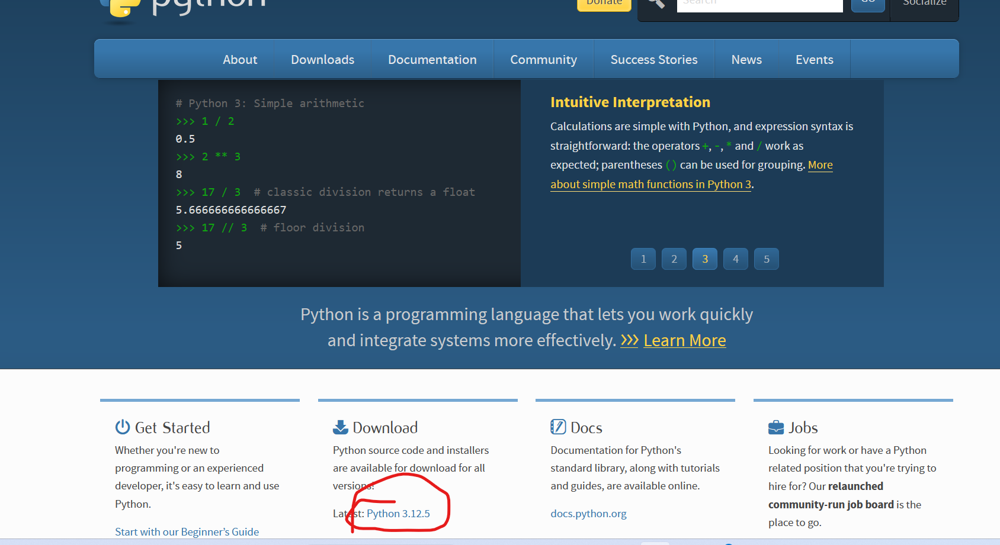 python
Donate
Search
GO
Socialize
About Downloads Documentation Community Success Stories News Events
# Python 3: Simple arithmetic
>>> 1 / 2
0.5
>>> 2 ** 3
8
>>> 17 / 3  # classic division returns a float
5.666666666666667
>>> 17 // 3  # floor division
5
Intuitive Interpretation
Calculations are simple with Python, and expression syntax is
straightforward: the operators +, -, * and / work as
expected; parentheses () can be used for grouping. More
about simple math functions in Python 3.
1 2 3 4 5
Python is a programming language that lets you work quickly
and integrate systems more effectively. >>> Learn More
Get Started
Whether you're new to
programming or an experienced
developer, it's easy to learn and use
Python.
Start with our Beginner’s Guide
Download
Python source code and installers
are available for download for all
versions!
Latest: Python 3.12.5
Docs
Documentation for Python's
standard library, along with tutorials
and guides, are available online.
docs.python.org
Jobs
Looking for work or have a Python
related position that you're trying to
hire for? Our relaunched
community-run job board is the
place to go.